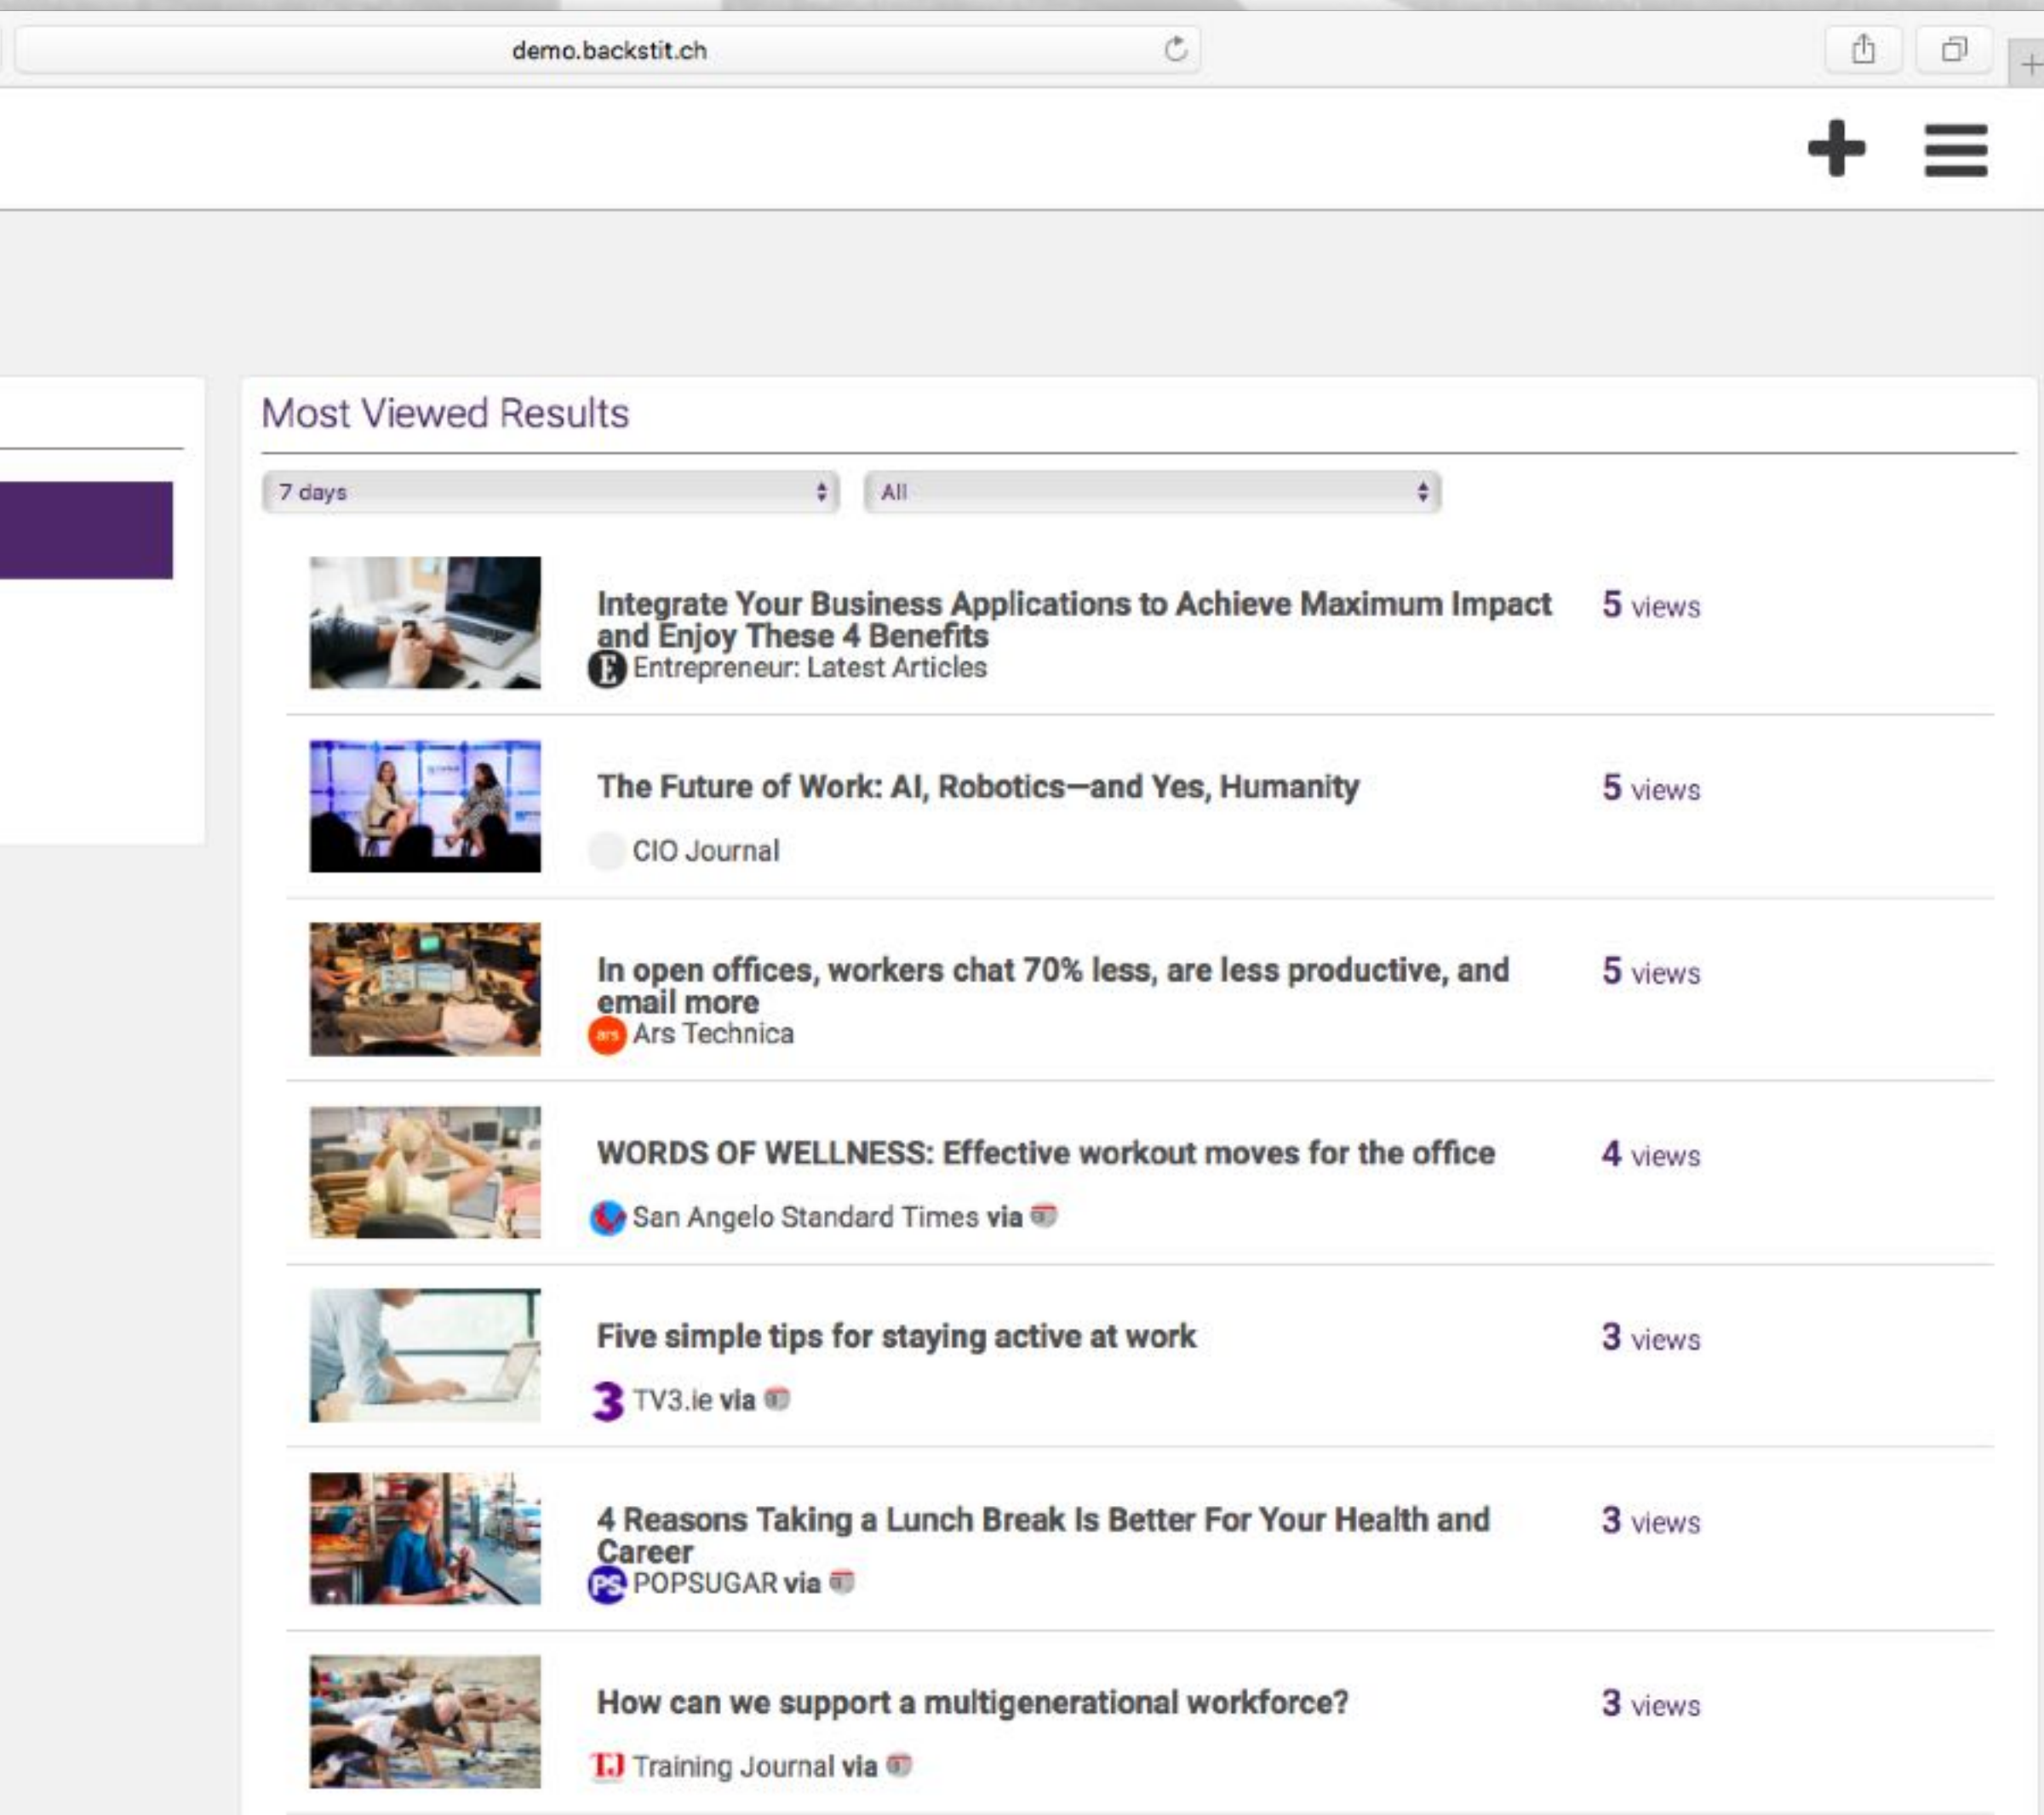 demo.backstit.ch
Most Viewed Results
7 days
All
Integrate Your Business Applications to Achieve Maximum Impact
and Enjoy These 4 Benefits
5 views
E Entrepreneur: Latest Articles
The Future of Work: AI, Robotics—and Yes, Humanity
5 views
CIO Journal
In open offices, workers chat 70% less, are less productive, and
email more
5 views
ars Ars Technica
WORDS OF WELLNESS: Effective workout moves for the office
4 views
San Angelo Standard Times via
Five simple tips for staying active at work
3 views
3 TV3.ie via
4 Reasons Taking a Lunch Break Is Better For Your Health and
Career
3 views
PS POPSUGAR via
How can we support a multigenerational workforce?
3 views
TJ Training Journal via